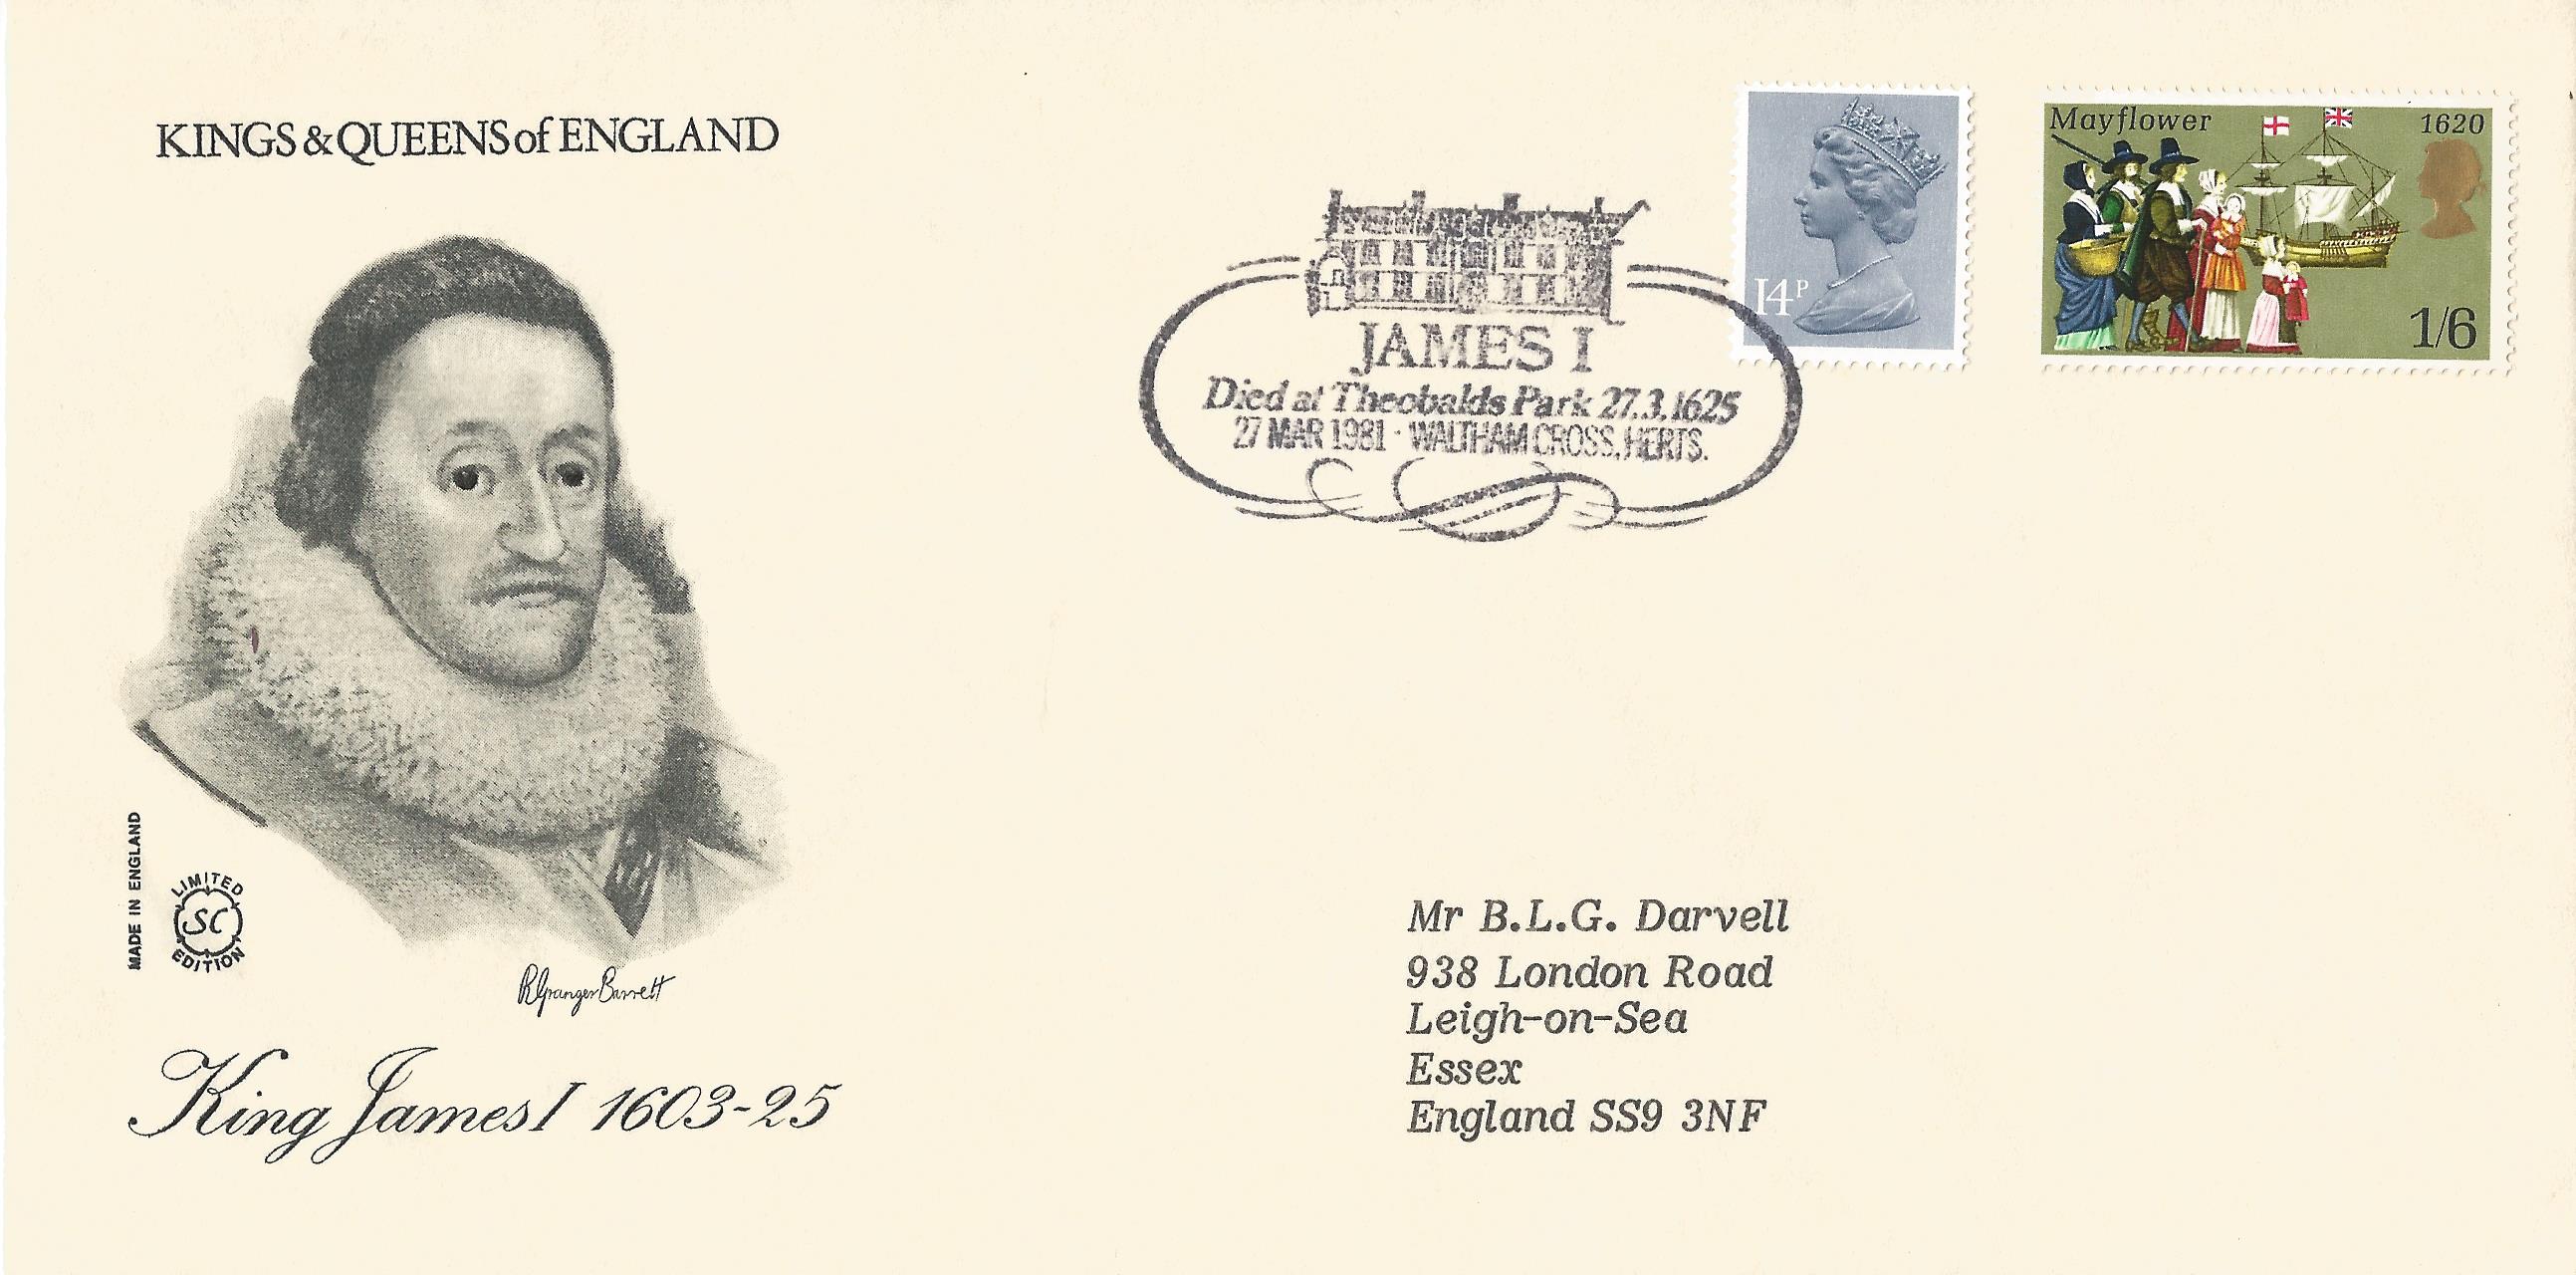 KINGS & QUEENS of ENGLAND
MADE IN ENGLAND
LIMITED
SC
EDITION
RGrangerBarrett
King James I 1603-25
JAMES I
Died at Theobalds Park 27.3.1625
27 MAR 1981 · WALTHAM CROSS, HERTS.
14P
Mayflower 1620
1/6
Mr B.L.G. Darvell
938 London Road
Leigh-on-Sea
Essex
England SS9 3NF